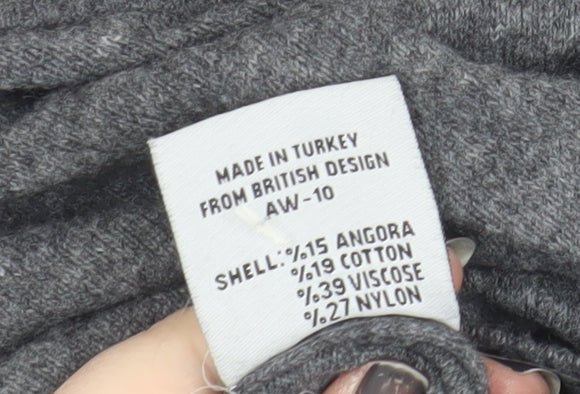 MADE IN TURKEY
FROM BRITISH DESIGN
AW-10
SHELL:%15 ANGORA
%19 COTTON
%39 VISCOSE
%27 NYLON